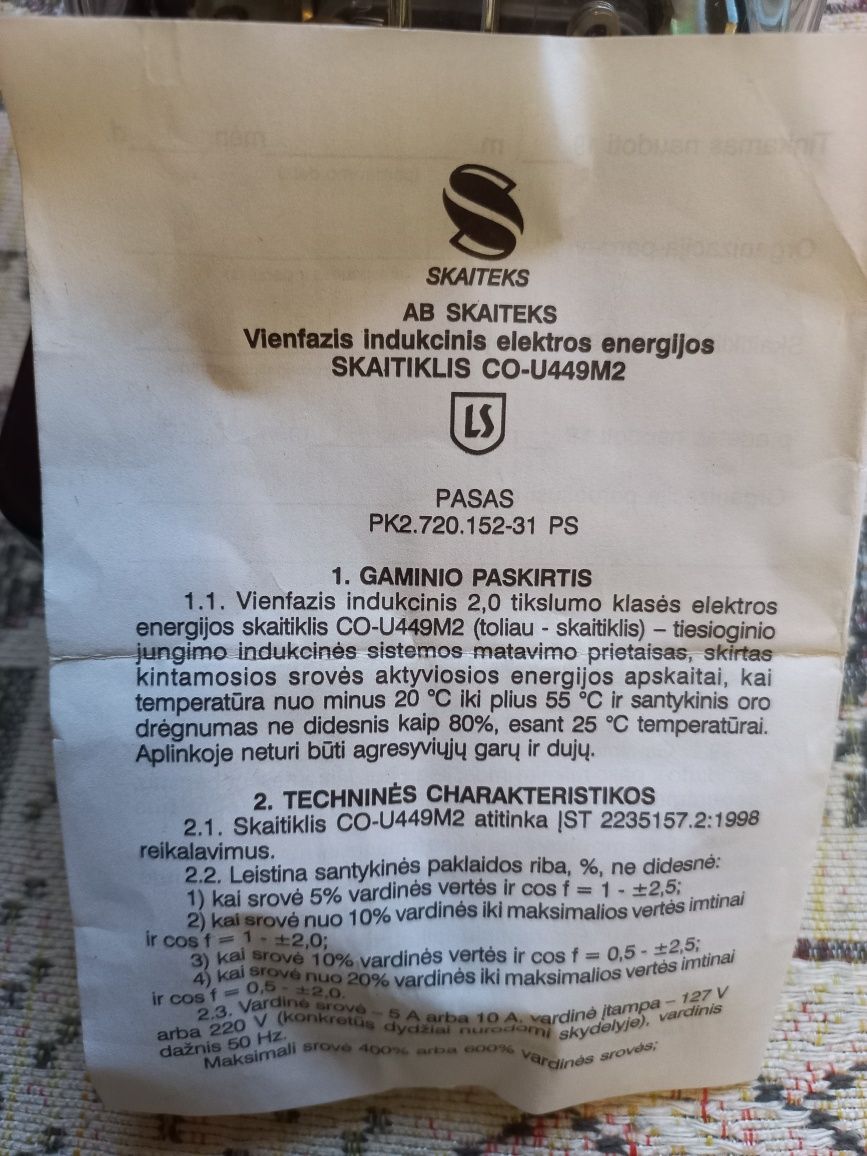 SKAITEKS
AB SKAITEKS
Vienfazis indukcinis elektros energijos
SKAITIKLIS CO-U449M2
LS
PASAS
PK2.720.152-31 PS
1. GAMINIO PASKIRTIS
1.1. Vienfazis indukcinis 2,0 tikslumo klasės elektros
energijos skaitiklis CO-U449M2 (toliau - skaitiklis) – tiesioginio
jungimo indukcinės sistemos matavimo prietaisas, skirtas
kintamosios srovės aktyviosios energijos apskaitai, kai
temperatūra nuo minus 20 °C iki plius 55 °C ir santykinis oro
drėgnumas ne didesnis kaip 80%, esant 25 °C temperatūrai.
Aplinkoje neturi būti agresyviųjų garų ir dujų.
2. TECHNINĖS CHARAKTERISTIKOS
2.1. Skaitiklis CO-U449M2 atitinka ĮST 2235157.2:1998
reikalavimus.
2.2. Leistina santykinės paklaidos riba, %, ne didesnė:
1) kai srovė 5% vardinės vertės ir cos f = 1 - ±2,5;
2) kai srovė nuo 10% vardinės iki maksimalios vertės imtinai
ir cos f = 1 - ±2,0;
3) kai srovė 10% vardinės vertės ir cos f = 0,5 - ±2,5;
4) kai srovė nuo 20% vardinės iki maksimalios vertės imtinai
ir cos f = 0,5 - ±2,0.
2.3. Vardinė srovė – 5 A arba 10 A, vardinė įtampa – 127 V
arba 220 V (konkretūs dydžiai nurodomi skydelyje), vardinis
dažnis 50 Hz.
Maksimali srovė 400% arba 600% vardinės srovės;